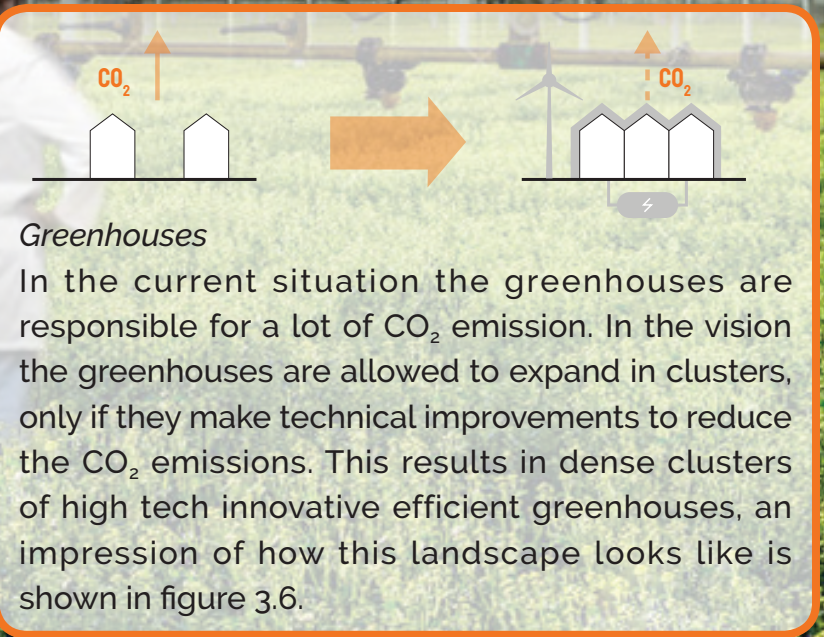 CO₂
CO₂
Greenhouses
In the current situation the greenhouses are
responsible for a lot of CO₂ emission. In the vision
the greenhouses are allowed to expand in clusters,
only if they make technical improvements to reduce
the CO₂ emissions. This results in dense clusters
of high tech innovative efficient greenhouses, an
impression of how this landscape looks like is
shown in figure 3.6.